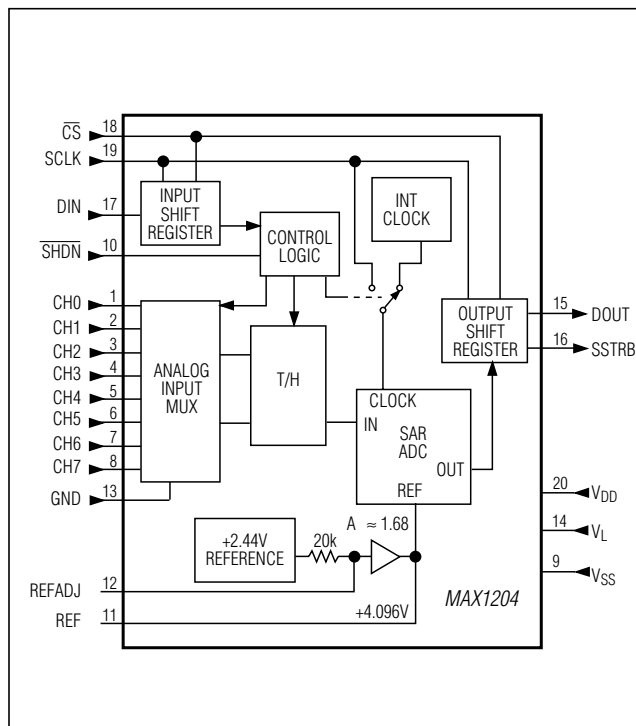 CS
18
SCLK
19
DIN
17
INPUT
SHIFT
REGISTER
SHDN
10
CONTROL
LOGIC
INT
CLOCK
CH0
1
CH1
2
CH2
3
CH3
4
CH4
5
CH5
6
CH6
7
CH7
8
GND
13
ANALOG
INPUT
MUX
T/H
CLOCK
IN
SAR
ADC
OUT
REF
OUTPUT
SHIFT
REGISTER
15
DOUT
16
SSTRB
20
VDD
14
VL
9
VSS
+2.44V
REFERENCE
20k
A ≈ 1.68
REFADJ
12
REF
11
+4.096V
MAX1204